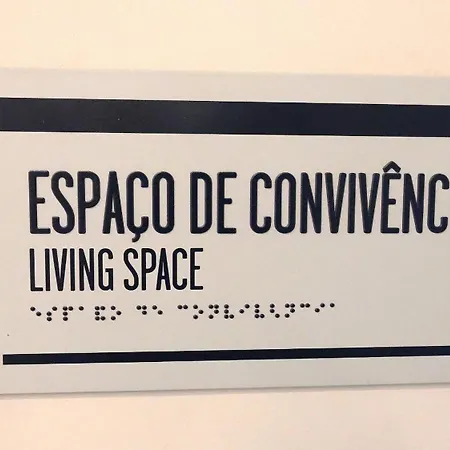 ESPAÇO DE CONVIVÊNC
LIVING SPACE